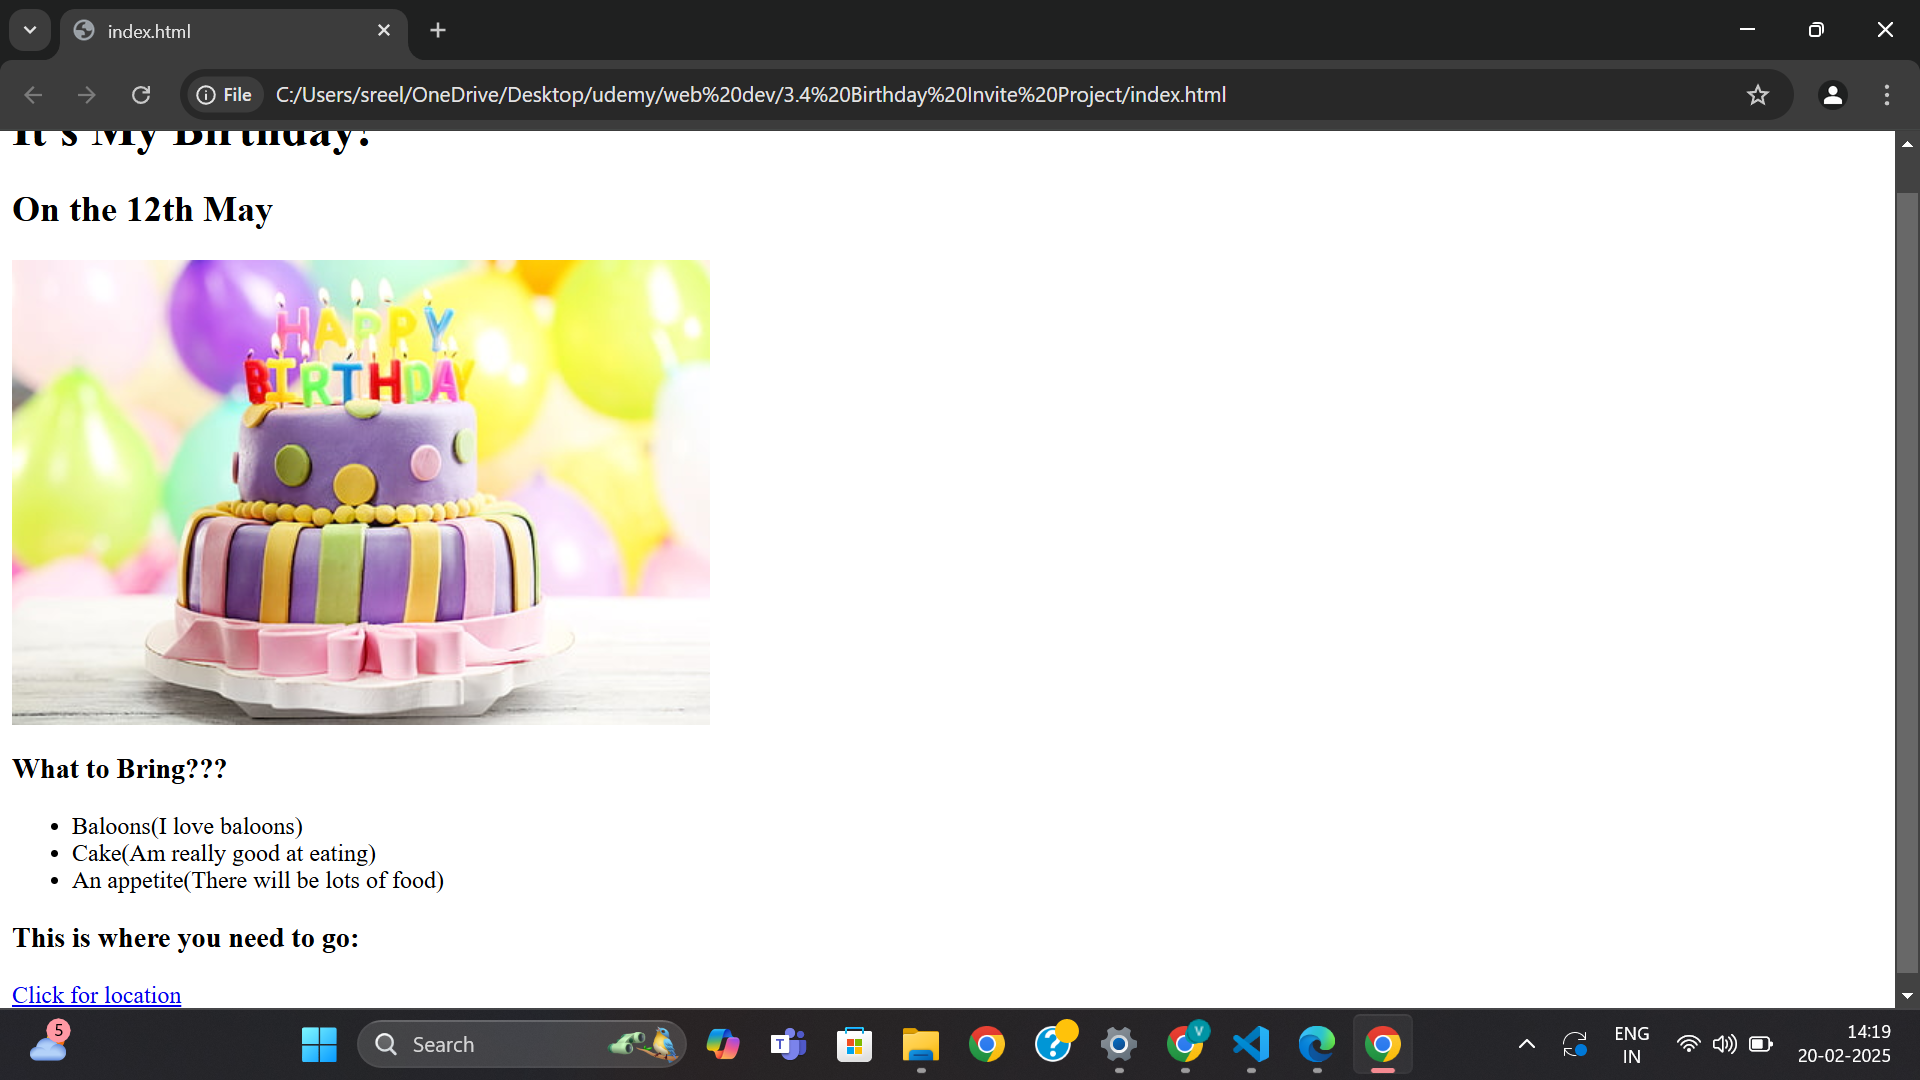 index.html
File
C:/Users/sreel/OneDrive/Desktop/udemy/web%20dev/3.4%20Birthday%20Invite%20Project/index.html
It's My Birthday!
On the 12th May
HAPPY
BIRTHDAY
What to Bring???
Baloons(I love baloons)
Cake(Am really good at eating)
An appetite(There will be lots of food)
This is where you need to go:
Click for location
5
Search
T
V
ENG
IN
14:19
20-02-2025